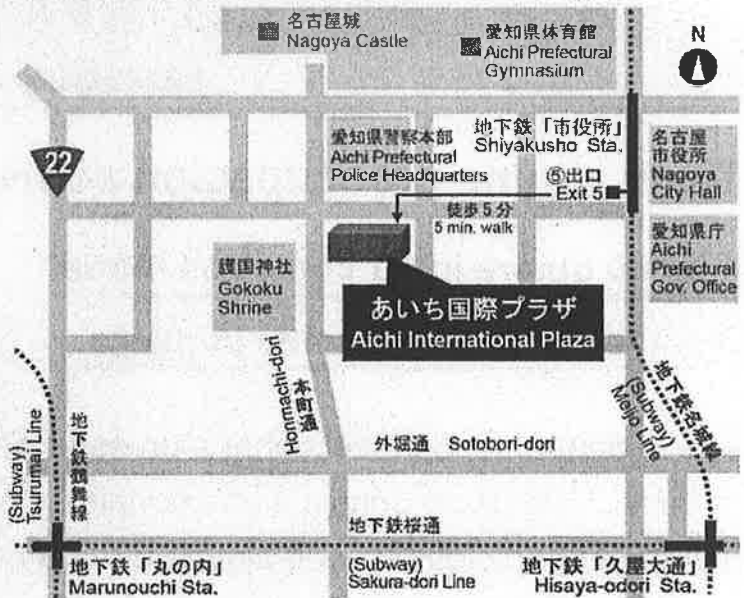 名古屋城
Nagoya Castle
愛知県体育館
Aichi Prefectural
Gymnasium
N
22
愛知県警察本部
Aichi Prefectural
Police Headquarters
地下鉄「市役所」
Shiyakusho Sta.
⑤出口
Exit 5
徒歩5分
5 min. walk
名古屋
市役所
Nagoya
City Hall
愛知県庁
Aichi
Prefectural
Gov. Office
護国神社
Gokoku
Shrine
あいち国際プラザ
Aichi International Plaza
本町通
Honmachi-dori
地下鉄名城線
(Subway)
Meijo Line
地下鉄鶴舞線
(Subway)
Tsurumai Line
外堀通 Sotobori-dori
地下鉄桜通
(Subway)
Sakura-dori Line
地下鉄「丸の内」
Marunouchi Sta.
地下鉄「久屋大通」
Hisaya-odori Sta.